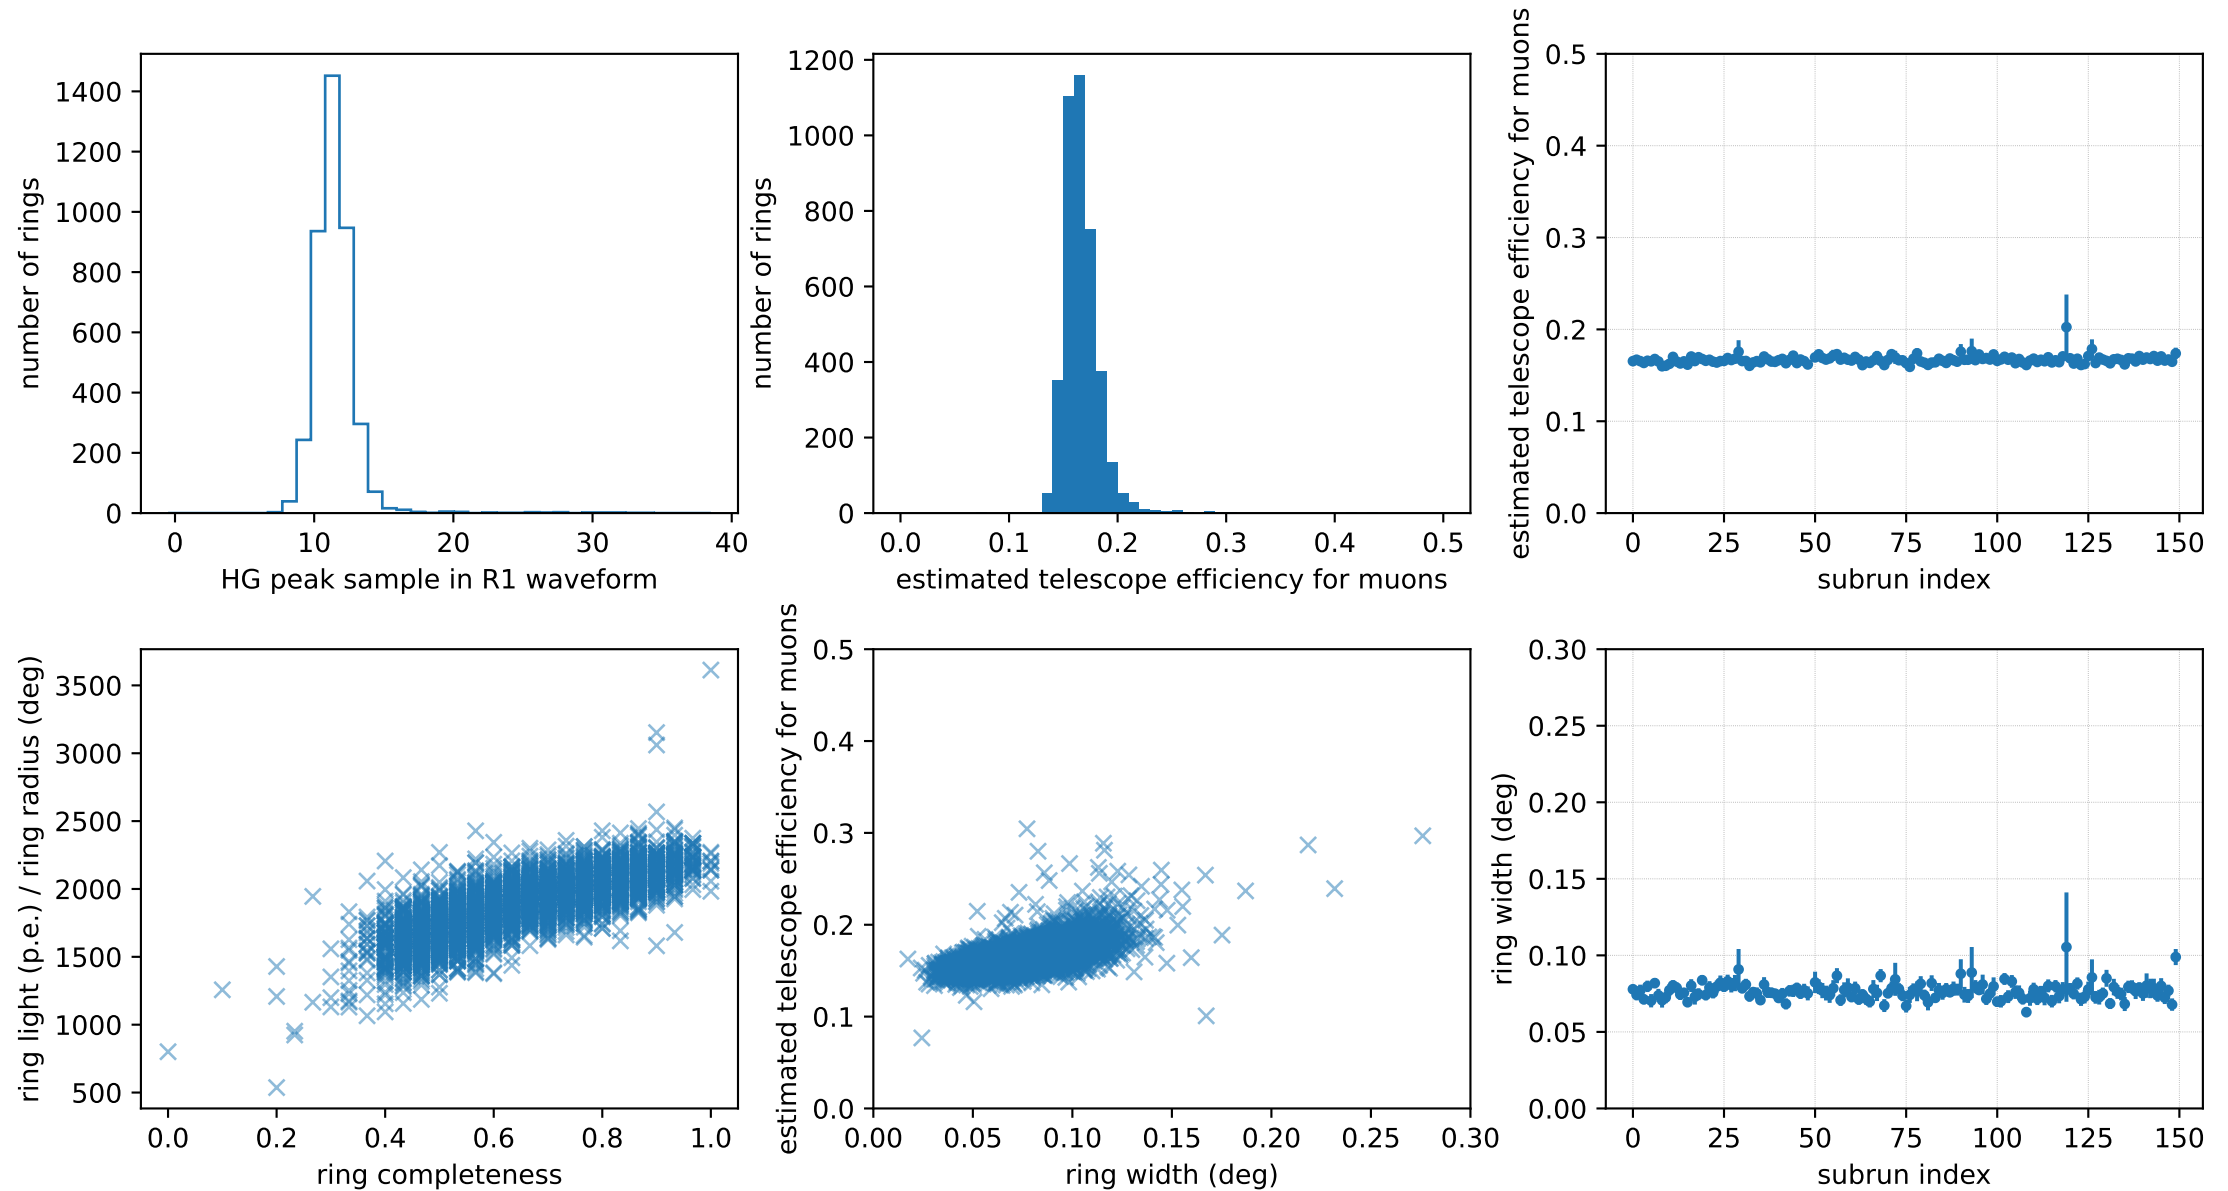 number of rings
1400
1200
1000
800
600
400
200
0
0 10 20 30 40
HG peak sample in R1 waveform
number of rings
1200
1000
800
600
400
200
0
0.0 0.1 0.2 0.3 0.4 0.5
estimated telescope efficiency for muons
estimated telescope efficiency for muons
0.5
0.4
0.3
0.2
0.1
0.0
0 25 50 75 100 125 150
subrun index
ring light (p.e.) / ring radius (deg)
3500
3000
2500
2000
1500
1000
500
0.0 0.2 0.4 0.6 0.8 1.0
ring completeness
estimated telescope efficiency for muons
0.5
0.4
0.3
0.2
0.1
0.0
0.00 0.05 0.10 0.15 0.20 0.25 0.30
ring width (deg)
ring width (deg)
0.30
0.25
0.20
0.15
0.10
0.05
0.00
0 25 50 75 100 125 150
subrun index